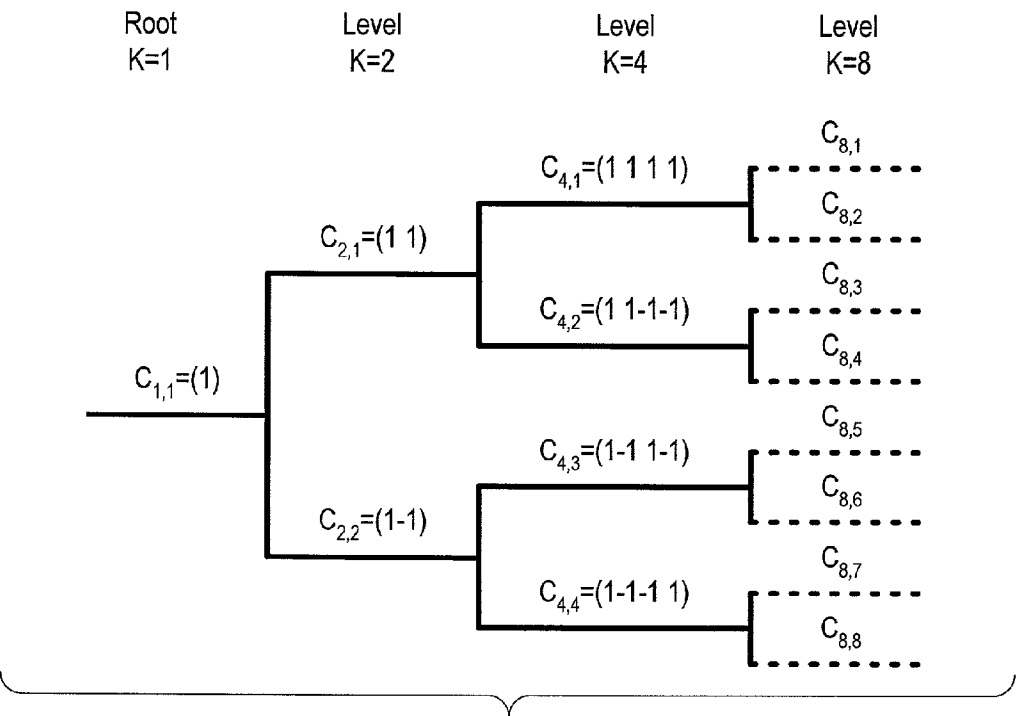 Root Level Level Level
K=1 K=2 K=4 K=8
C8,1
C4,1=(1 1 1 1)
C8,2
C2,1=(1 1)
C8,3
C4,2=(1 1-1-1)
C8,4
C1,1=(1)
C8,5
C4,3=(1-1 1-1)
C8,6
C2,2=(1-1)
C8,7
C4,4=(1-1-1 1)
C8,8